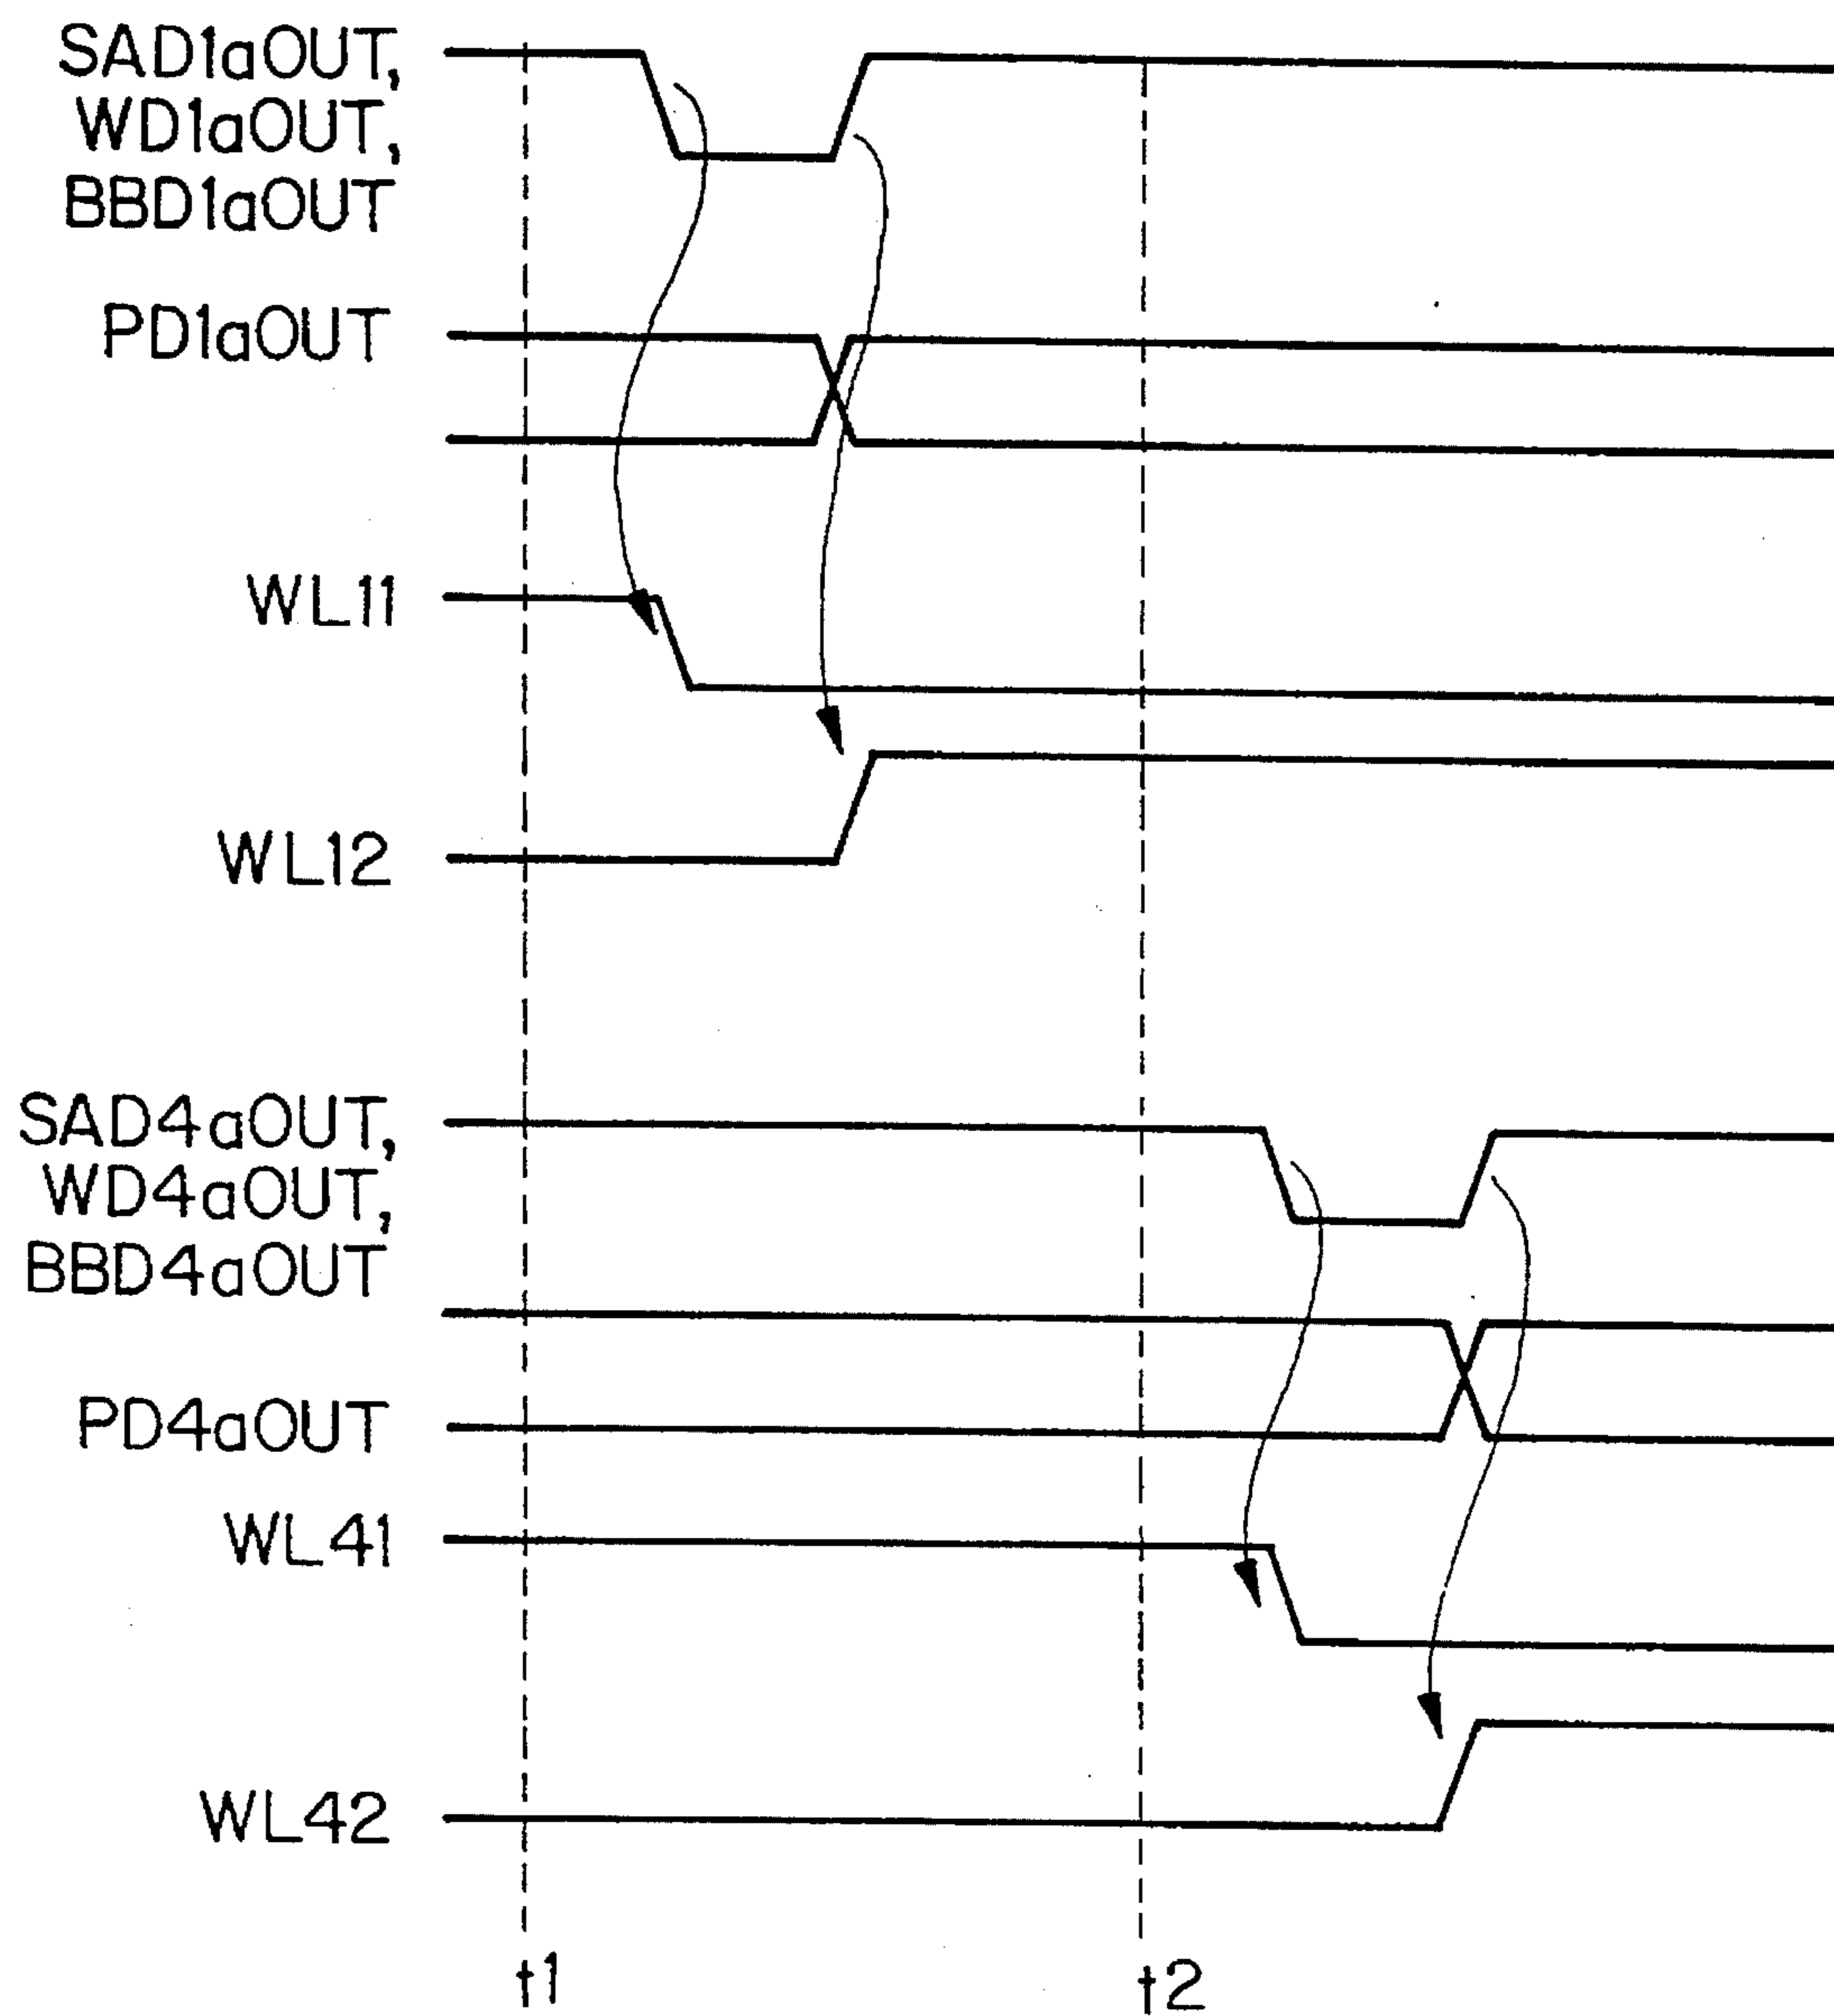 SAD1aOUT,
WD1aOUT,
BBD1aOUT
PD1aOUT
WL11
WL12
SAD4aOUT,
WD4aOUT,
BBD4aOUT
PD4aOUT
WL41
WL42
t1
t2